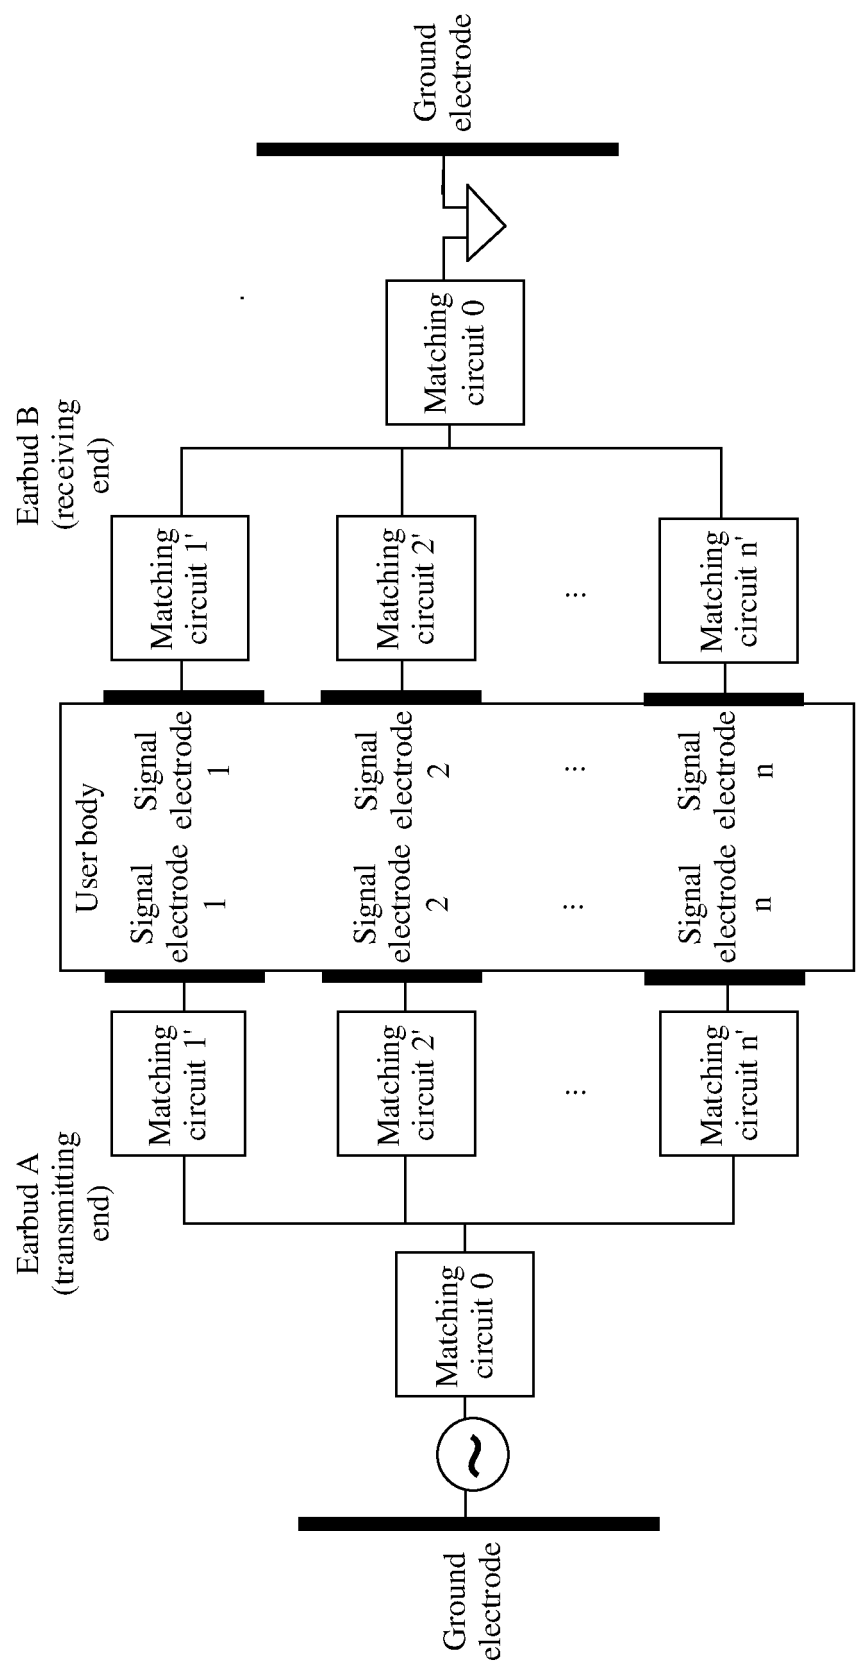 Earbud A
(transmitting
end)
Earbud B
(receiving
end)
User body
Ground
electrode
Matching
circuit 0
Matching
circuit 1'
Signal
electrode
1
Signal
electrode
1
Matching
circuit 1'
Matching
circuit 2'
Signal
electrode
2
Signal
electrode
2
Matching
circuit 2'
...
...
...
...
Matching
circuit n'
Signal
electrode
n
Signal
electrode
n
Matching
circuit n'
Matching
circuit 0
Ground
electrode